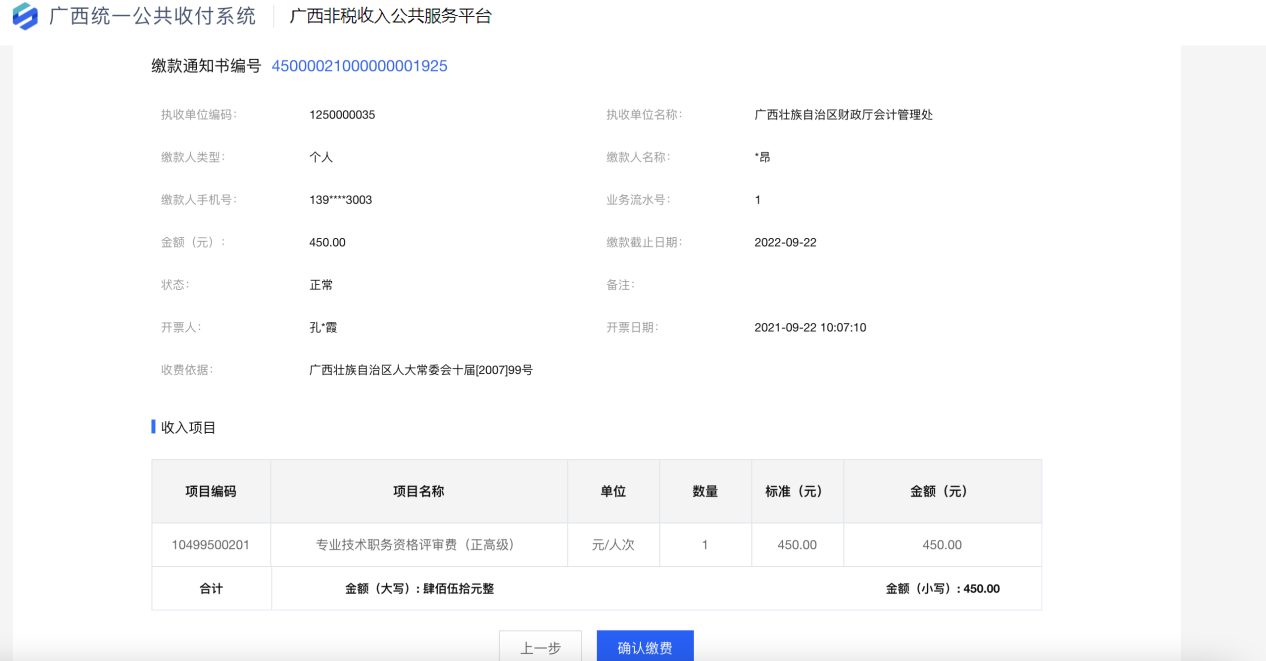 广西统一公共收付系统 广西非税收入公共服务平台
缴款通知书编号 45000021000000001925
执收单位编码: 1250000035 执收单位名称: 广西壮族自治区财政厅会计管理处
缴款人类型: 个人 缴款人名称: *昂
缴款人手机号: 139****3003 业务流水号: 1
金额（元）: 450.00 缴款截止日期: 2022-09-22
状态: 正常 备注:
开票人: 孔*霞 开票日期: 2021-09-22 10:07:10
收费依据: 广西壮族自治区人大常委会十届[2007]99号
收入项目
项目编码 项目名称 单位 数量 标准（元） 金额（元）
10499500201 专业技术职务资格评审费（正高级） 元/人次 1 450.00 450.00
合计 金额（大写）: 肆佰伍拾元整 金额（小写）: 450.00
上一步 确认缴费